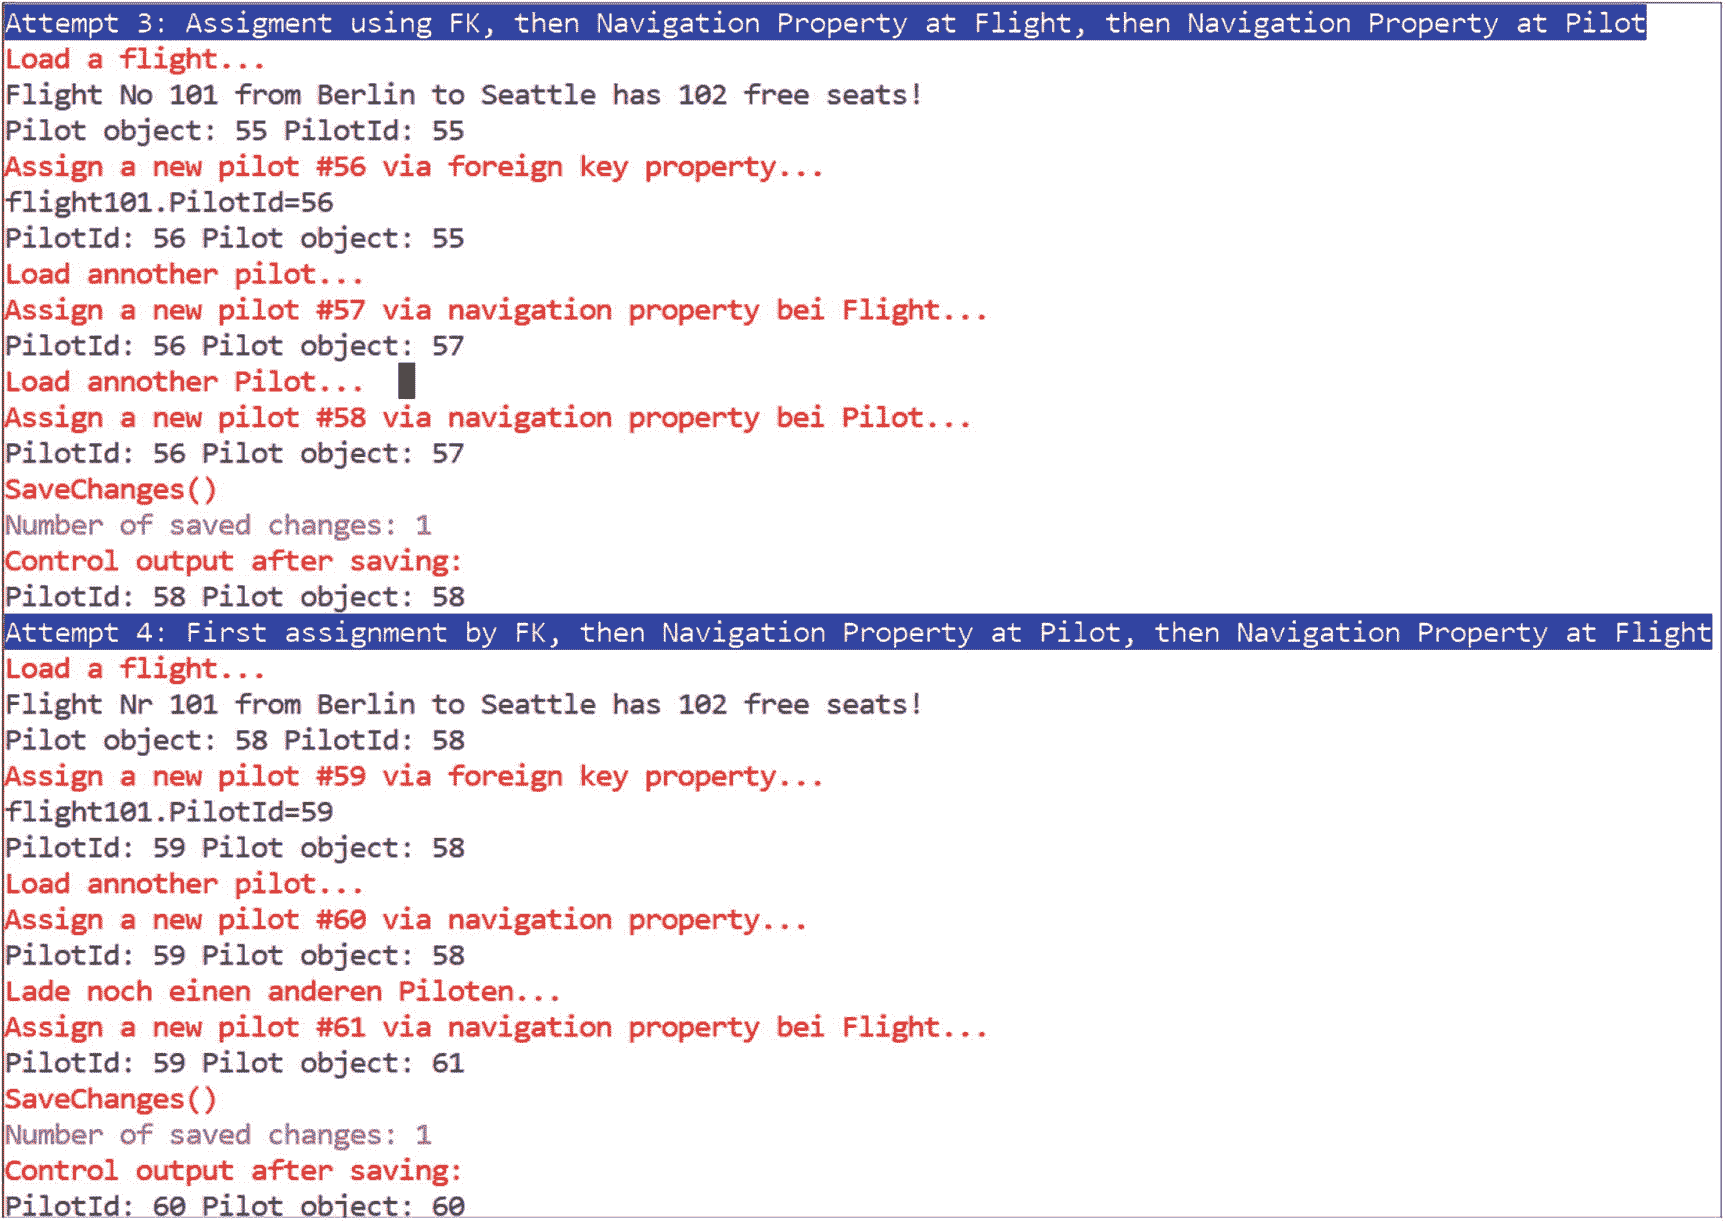 Attempt 3: Assigment using FK, then Navigation Property at Flight, then Navigation Property at Pilot
Load a flight...
Flight No 101 from Berlin to Seattle has 102 free seats!
Pilot object: 55 PilotId: 55
Assign a new pilot #56 via foreign key property...
flight101.PilotId=56
PilotId: 56 Pilot object: 55
Load annother pilot...
Assign a new pilot #57 via navigation property bei Flight...
PilotId: 56 Pilot object: 57
Load annother Pilot...
Assign a new pilot #58 via navigation property bei Pilot...
PilotId: 56 Pilot object: 57
SaveChanges()
Number of saved changes: 1
Control output after saving:
PilotId: 58 Pilot object: 58
Attempt 4: First assignment by FK, then Navigation Property at Pilot, then Navigation Property at Flight
Load a flight...
Flight Nr 101 from Berlin to Seattle has 102 free seats!
Pilot object: 58 PilotId: 58
Assign a new pilot #59 via foreign key property...
flight101.PilotId=59
PilotId: 59 Pilot object: 58
Load annother pilot...
Assign a new pilot #60 via navigation property...
PilotId: 59 Pilot object: 58
Lade noch einen anderen Piloten...
Assign a new pilot #61 via navigation property bei Flight...
PilotId: 59 Pilot object: 61
SaveChanges()
Number of saved changes: 1
Control output after saving:
PilotId: 60 Pilot object: 60